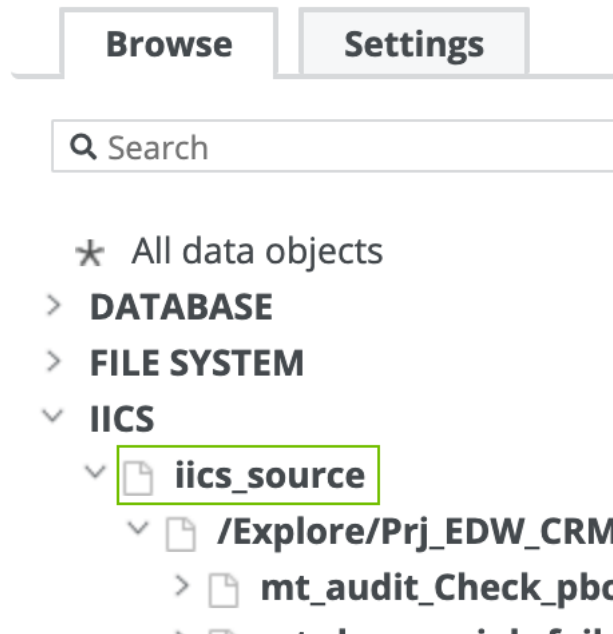 Browse Settings
Search
All data objects
DATABASE
FILE SYSTEM
IICS
iics_source
/Explore/Prj_EDW_CRM
mt_audit_Check_pbc